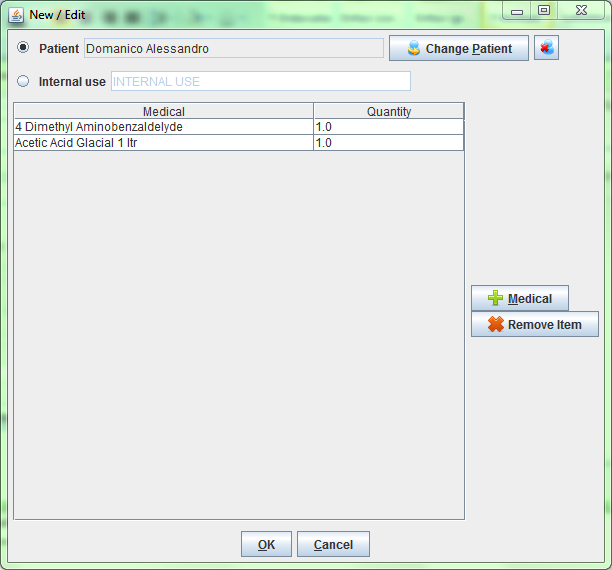 New / Edit
Patient Domanico Alessandro Change Patient
Internal use INTERNAL USE
Medical Quantity
4 Dimethyl Aminobenzaldelyde 1.0
Acetic Acid Glacial 1 ltr 1.0
Medical
Remove Item
OK Cancel